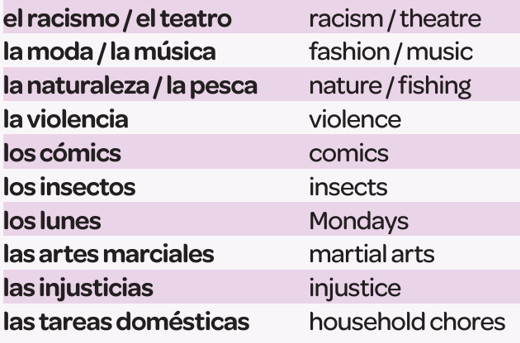 el racismo / el teatro racism / theatre
la moda / la música fashion / music
la naturaleza / la pesca nature / fishing
la violencia violence
los cómics comics
los insectos insects
los lunes Mondays
las artes marciales martial arts
las injusticias injustice
las tareas domésticas household chores